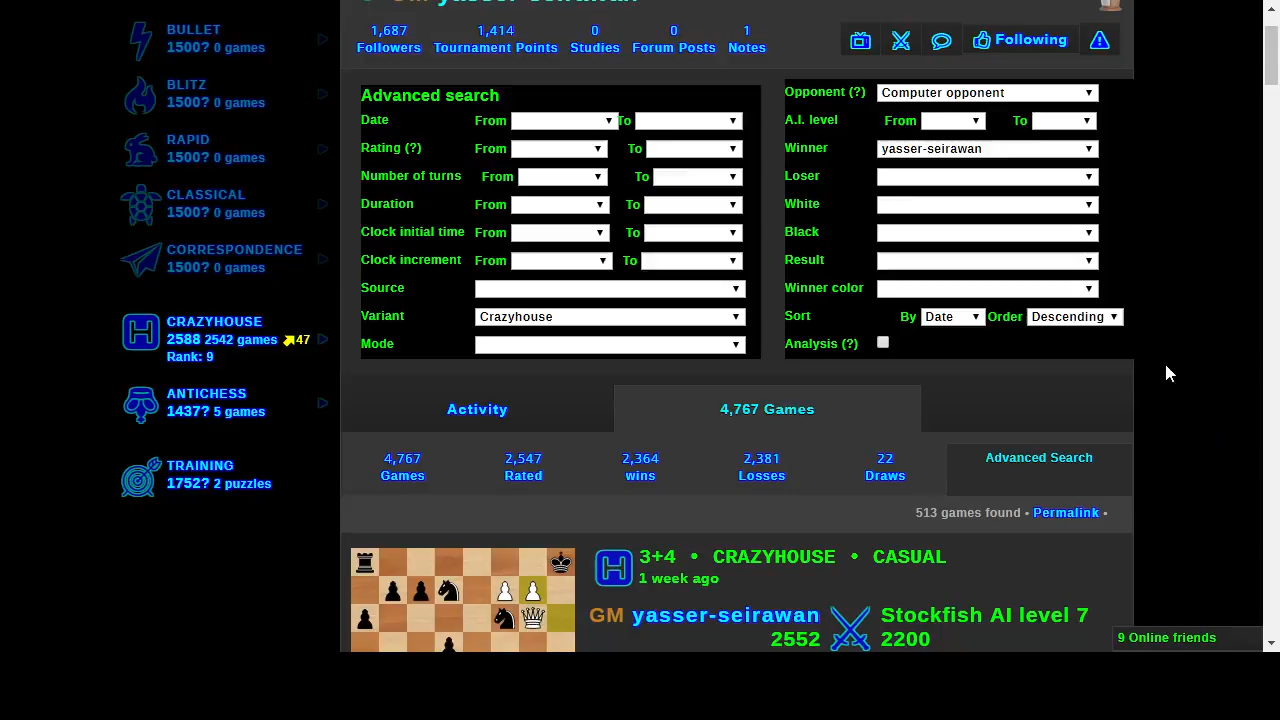 GM yasser-seirawan
BULLET
1500? 0 games
BLITZ
1500? 0 games
RAPID
1500? 0 games
CLASSICAL
1500? 0 games
CORRESPONDENCE
1500? 0 games
CRAZYHOUSE
2588 2542 games 47
Rank: 9
ANTICHESS
1437? 5 games
TRAINING
1752? 2 puzzles
1,687 1,414 0 0 1
Followers Tournament Points Studies Forum Posts Notes
Following
Advanced search
Date From To
Rating (?) From To
Number of turns From To
Duration From To
Clock initial time From To
Clock increment From To
Source
Variant Crazyhouse
Mode
Opponent (?) Computer opponent
A.I. level From To
Winner yasser-seirawan
Loser
White
Black
Result
Winner color
Sort By Date Order Descending
Analysis (?)
Activity 4,767 Games
4,767 2,547 2,364 2,381 22 Advanced Search
Games Rated wins Losses Draws
513 games found • Permalink •
3+4 • CRAZYHOUSE • CASUAL
1 week ago
GM yasser-seirawan Stockfish AI level 7
2552 2200
9 Online friends